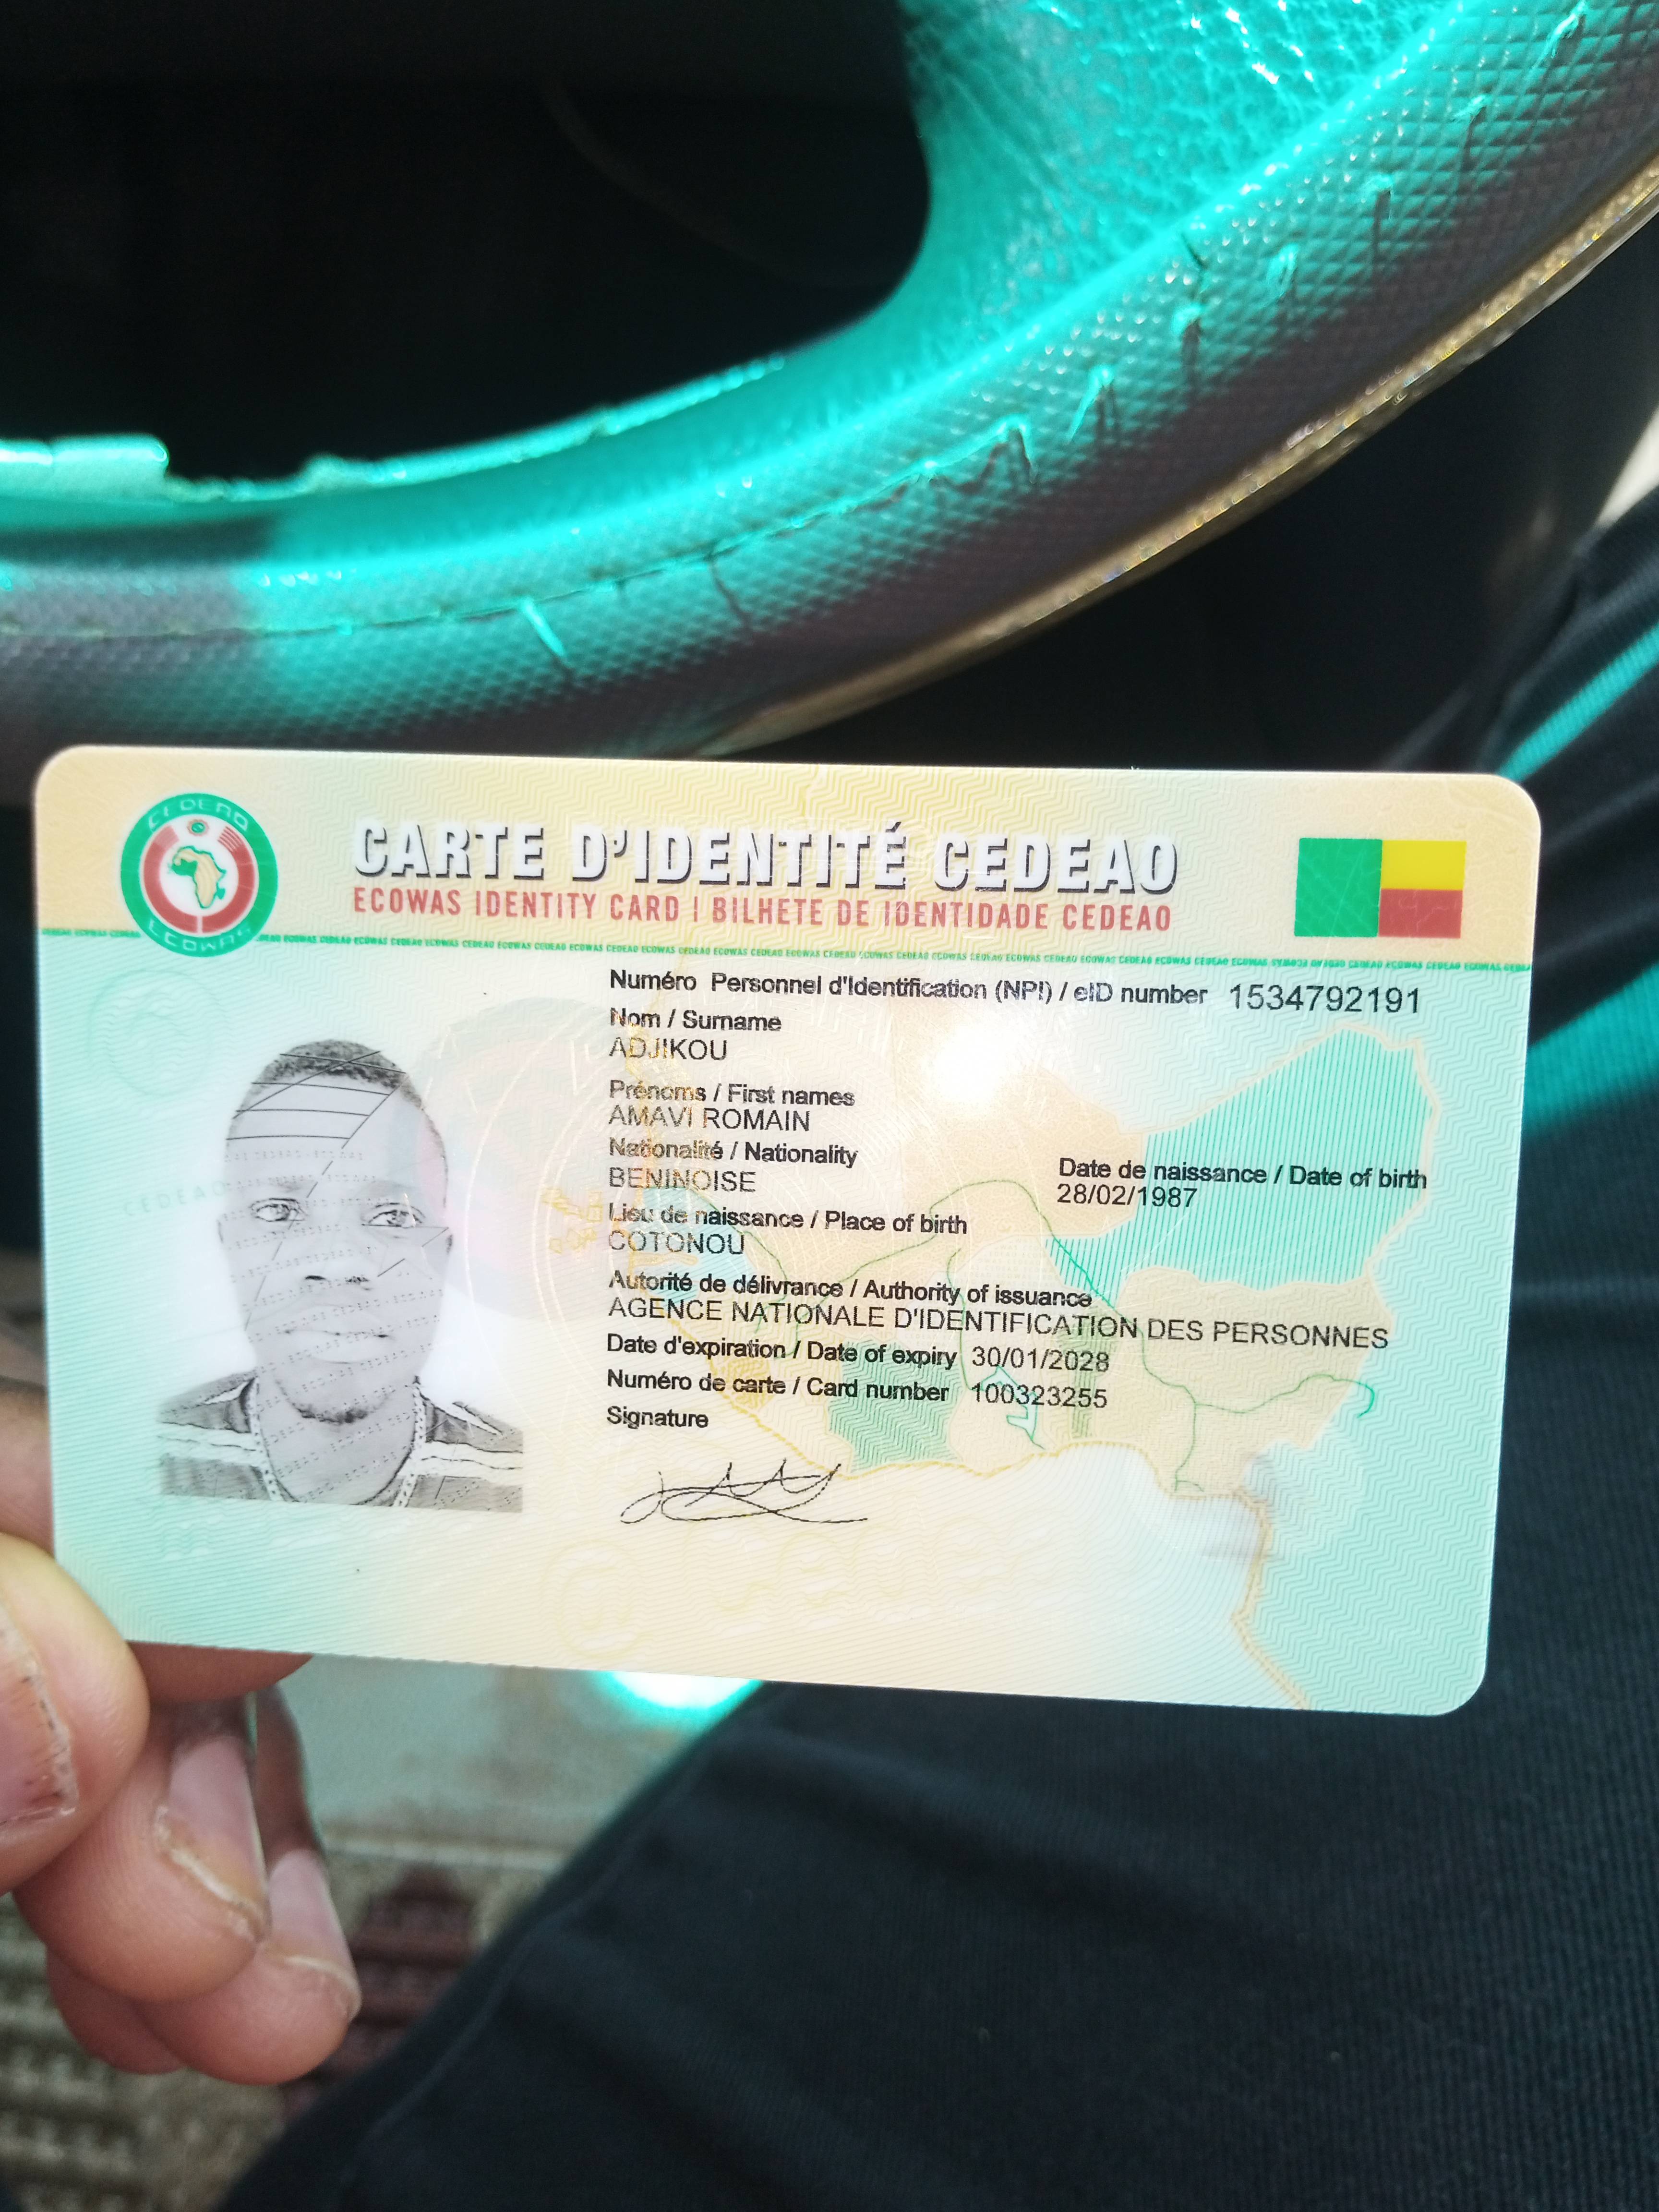 CEDEAO
ECOWAS
CARTE D'IDENTITÉ CEDEAO
ECOWAS IDENTITY CARD | BILHETE DE IDENTIDADE CEDEAO
Numéro Personnel d'Identification (NPI) / eID number 1534792191
Nom / Surname
ADJIKOU
Prénoms / First names
AMAVI ROMAIN
Nationalité / Nationality
BENINOISE
Date de naissance / Date of birth
28/02/1987
Lieu de naissance / Place of birth
COTONOU
Autorité de délivrance / Authority of issuance
AGENCE NATIONALE D'IDENTIFICATION DES PERSONNES
Date d'expiration / Date of expiry 30/01/2028
Numéro de carte / Card number 100323255
Signature